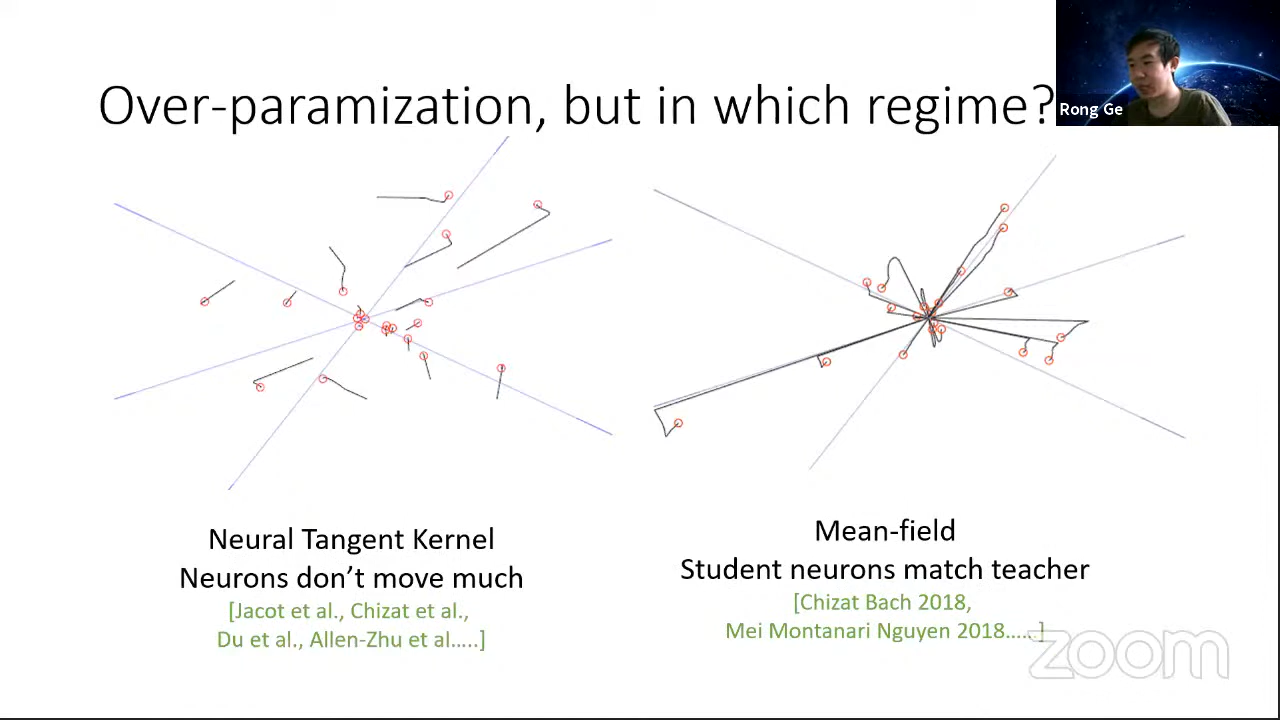 Over-paramization, but in which regime?
Rong Ge
Neural Tangent Kernel
Neurons don't move much
[Jacot et al., Chizat et al.,
Du et al., Allen-Zhu et al…..]
Mean-field
Student neurons match teacher
[Chizat Bach 2018,
Mei Montanari Nguyen 2018…..]
zoom